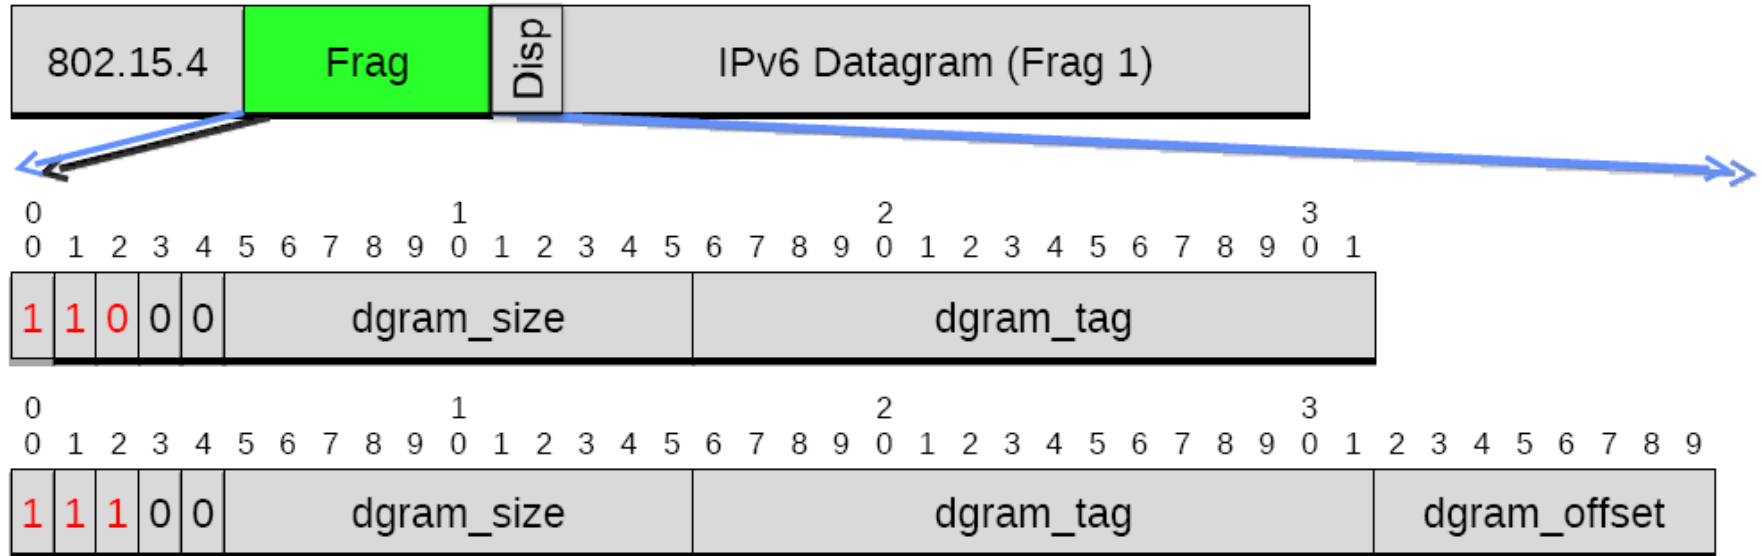 802.15.4 Frag Disp IPv6 Datagram (Frag 1)
0 1 2 3
0 1 2 3 4 5 6 7 8 9 0 1 2 3 4 5 6 7 8 9 0 1 2 3 4 5 6 7 8 9 0 1
1 1 0 0 0 dgram_size dgram_tag
0 1 2 3
0 1 2 3 4 5 6 7 8 9 0 1 2 3 4 5 6 7 8 9 0 1 2 3 4 5 6 7 8 9 0 1 2 3 4 5 6 7 8 9
1 1 1 0 0 dgram_size dgram_tag dgram_offset